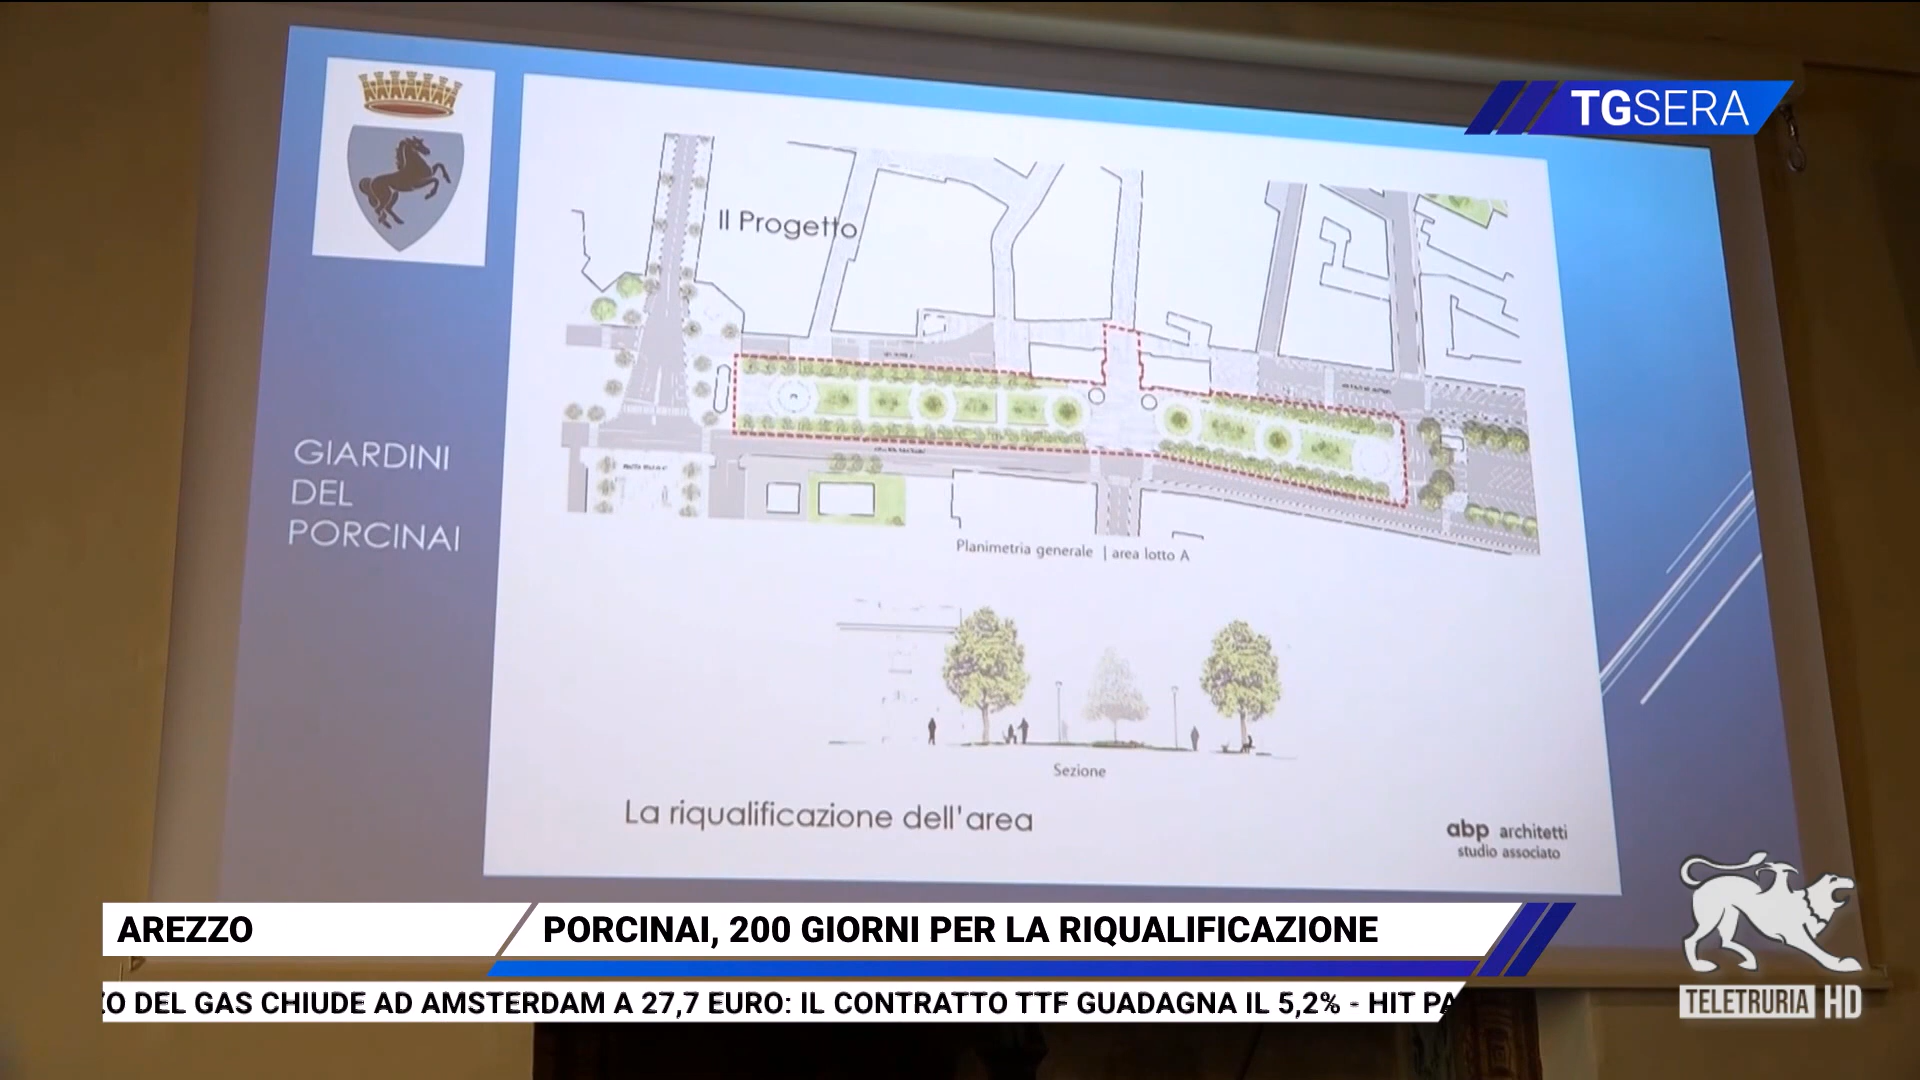 TGSERA
Il Progetto
GIARDINI
DEL
PORCINAI
Planimetria generale | area lotto A
Sezione
La riqualificazione dell'area
abp architetti
studio associato
AREZZO
PORCINAI, 200 GIORNI PER LA RIQUALIFICAZIONE
ZO DEL GAS CHIUDE AD AMSTERDAM A 27,7 EURO: IL CONTRATTO TTF GUADAGNA IL 5,2% - HIT PA
TELETRURIA HD